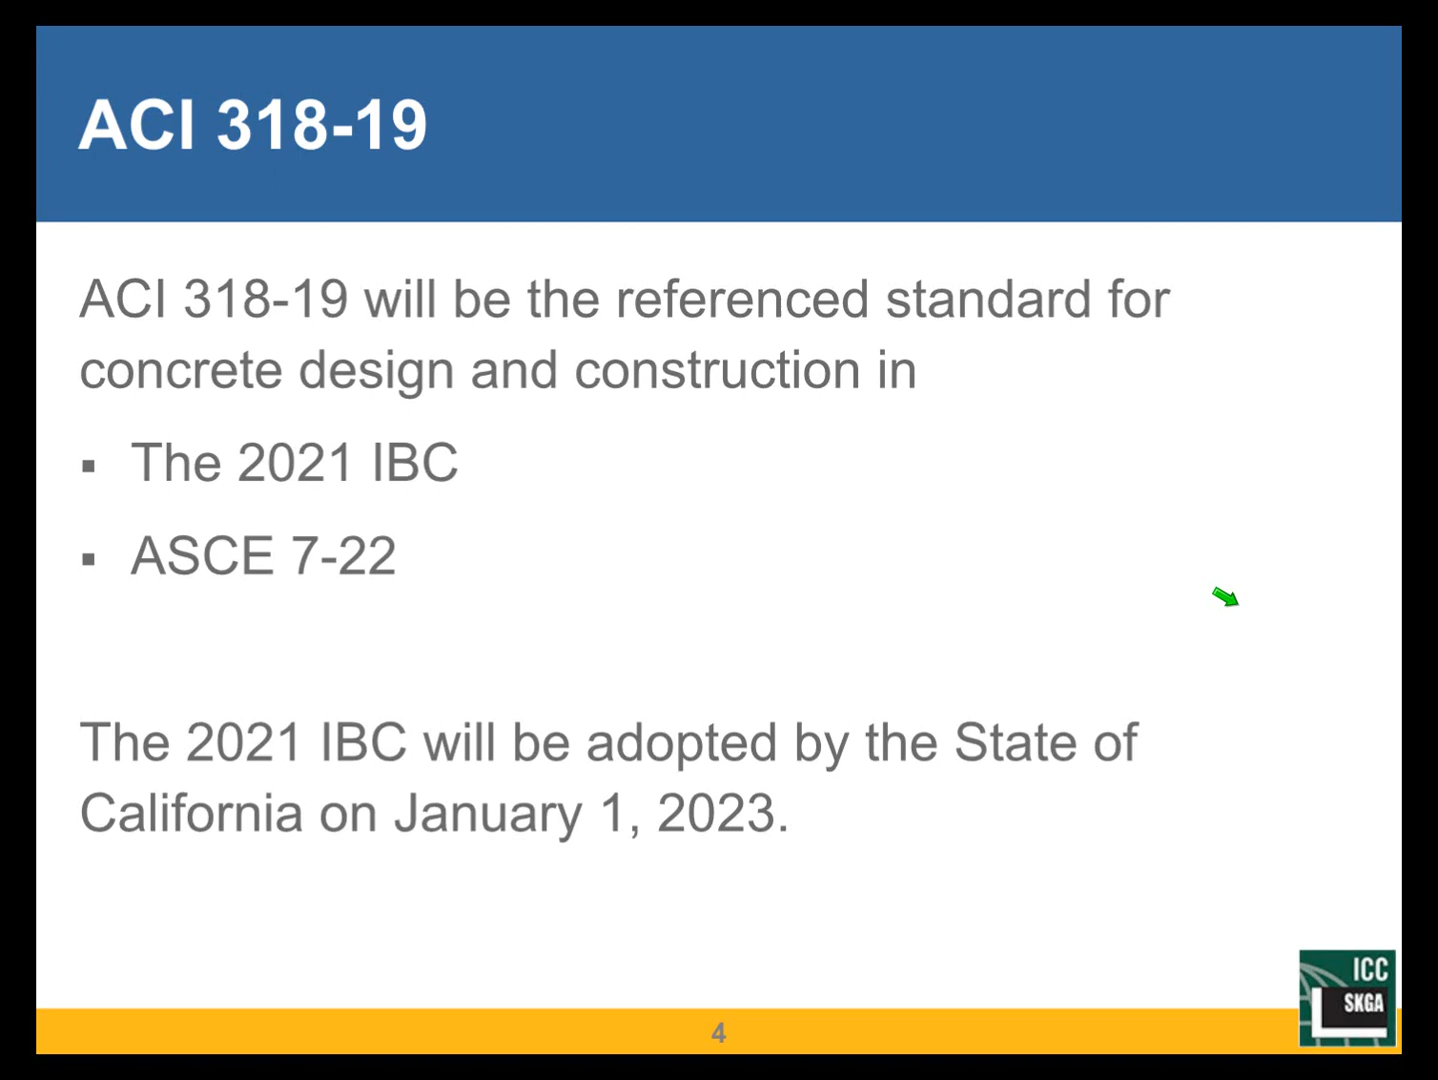 ACI 318-19
ACI 318-19 will be the referenced standard for
concrete design and construction in
▪ The 2021 IBC
▪ ASCE 7-22
The 2021 IBC will be adopted by the State of
California on January 1, 2023.
ICC
SKGA
4